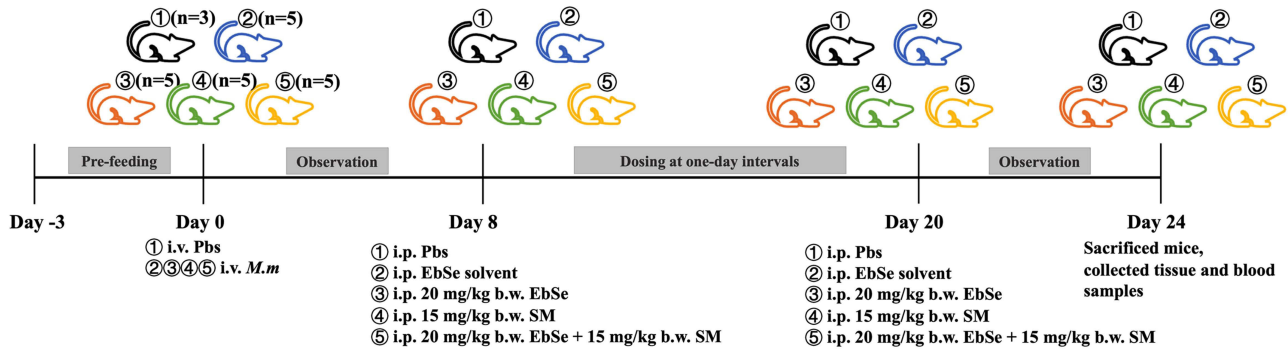 ①(n=3) ②(n=5) ① ② ① ② ① ②
③(n=5) ④(n=5) ⑤(n=5) ③ ④ ⑤ ③ ④ ⑤ ③ ④ ⑤
Pre-feeding Observation Dosing at one-day intervals Observation
Day -3 Day 0 Day 8 Day 20 Day 24
① i.v. Pbs
②③④⑤ i.v. M.m
① i.p. Pbs
② i.p. EbSe solvent
③ i.p. 20 mg/kg b.w. EbSe
④ i.p. 15 mg/kg b.w. SM
⑤ i.p. 20 mg/kg b.w. EbSe + 15 mg/kg b.w. SM
① i.p. Pbs
② i.p. EbSe solvent
③ i.p. 20 mg/kg b.w. EbSe
④ i.p. 15 mg/kg b.w. SM
⑤ i.p. 20 mg/kg b.w. EbSe + 15 mg/kg b.w. SM
Sacrificed mice,
collected tissue and blood
samples